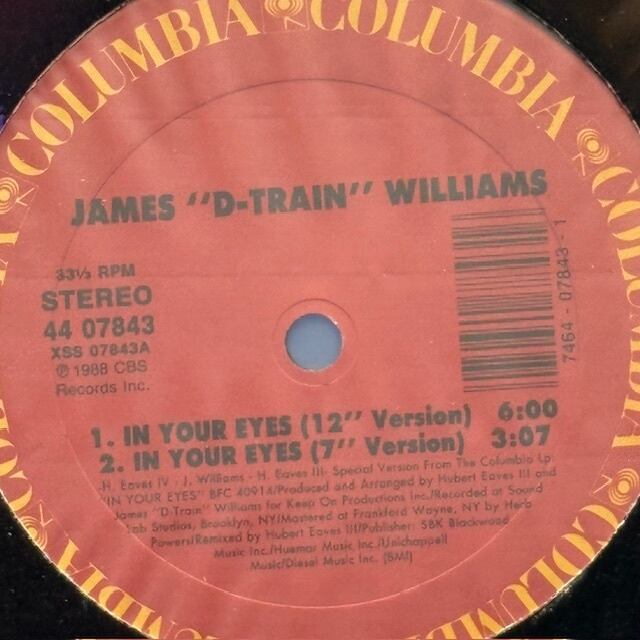 COLUMBIA COLUMBIA COLUMBIA COLUMBIA COLUMBIA COLUMBIA
JAMES "D-TRAIN" WILLIAMS
33⅓ RPM
STEREO
44 07843
XSS 07843A
℗ 1988 CBS
Records Inc.
7464-07843-1
1. IN YOUR EYES (12" Version) 6:00
2. IN YOUR EYES (7" Version) 3:07
H. Eaves IV - J. Williams - H. Eaves III- Special Version From The Columbia Lp:
"IN YOUR EYES" BFC 40914/Produced and Arranged by Hubert Eaves III and
James "D-Train" Williams for Keep On Productions Inc./Recorded at Sound
Lab Studios, Brooklyn, NY/Mastered at Frankford Wayne, NY by Herb
Powers/Remixed by Hubert Eaves III/Publisher: SBK Blackwood
Music Inc./Huemar Music Inc./Unichappell
Music/Diesel Music Inc. (BMI)